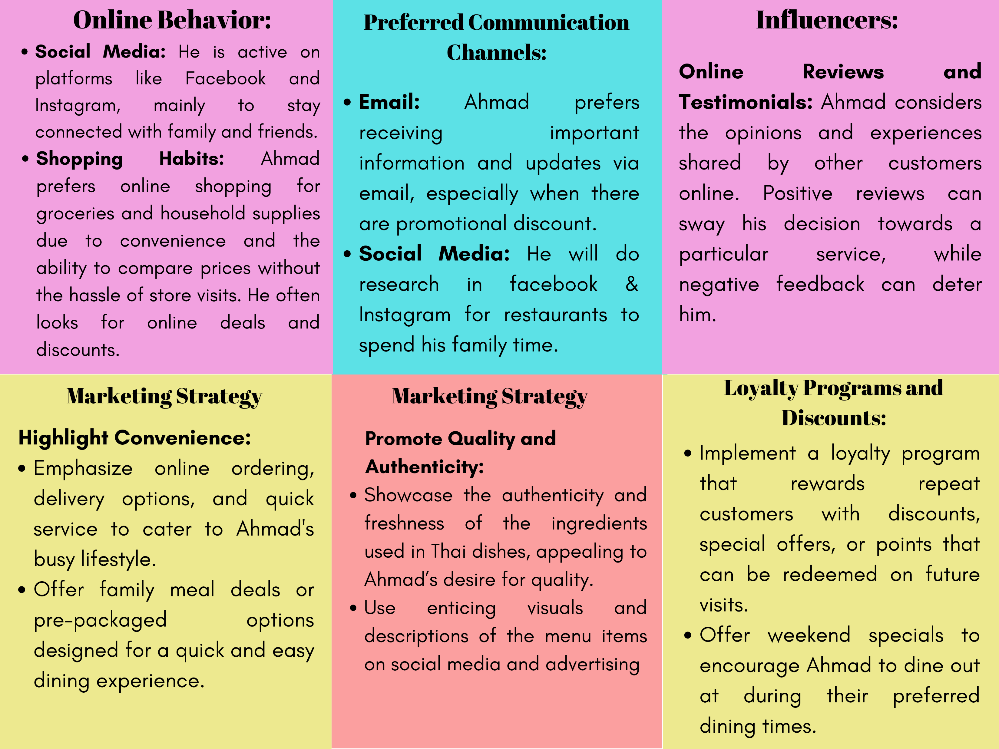 Online Behavior:
• Social Media: He is active on
platforms like Facebook and
Instagram, mainly to stay
connected with family and friends.
• Shopping Habits: Ahmad
prefers online shopping for
groceries and household supplies
due to convenience and the
ability to compare prices without
the hassle of store visits. He often
looks for online deals and
discounts.
Preferred Communication
Channels:
• Email: Ahmad prefers
receiving important
information and updates via
email, especially when there
are promotional discount.
• Social Media: He will do
research in facebook &
Instagram for restaurants to
spend his family time.
Influencers:
Online Reviews and
Testimonials: Ahmad considers
the opinions and experiences
shared by other customers
online. Positive reviews can
sway his decision towards a
particular service, while
negative feedback can deter
him.
Marketing Strategy
Highlight Convenience:
• Emphasize online ordering,
delivery options, and quick
service to cater to Ahmad's
busy lifestyle.
• Offer family meal deals or
pre-packaged options
designed for a quick and easy
dining experience.
Marketing Strategy
Promote Quality and
Authenticity:
• Showcase the authenticity and
freshness of the ingredients
used in Thai dishes, appealing to
Ahmad’s desire for quality.
• Use enticing visuals and
descriptions of the menu items
on social media and advertising
Loyalty Programs and
Discounts:
• Implement a loyalty program
that rewards repeat
customers with discounts,
special offers, or points that
can be redeemed on future
visits.
• Offer weekend specials to
encourage Ahmad to dine out
at during their preferred
dining times.